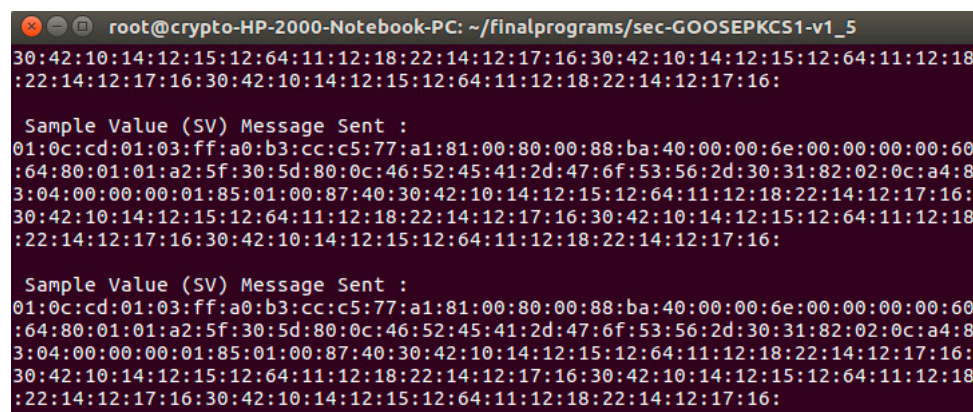 root@crypto-HP-2000-Notebook-PC: ~/finalprograms/sec-GOOSEPKCS1-v1_5
30:42:10:14:12:15:12:64:11:12:18:22:14:12:17:16:30:42:10:14:12:15:12:64:11:12:18
:22:14:12:17:16:30:42:10:14:12:15:12:64:11:12:18:22:14:12:17:16:
Sample Value (SV) Message Sent :
01:0c:cd:01:03:ff:a0:b3:cc:c5:77:a1:81:00:80:00:88:ba:40:00:00:6e:00:00:00:00:60
:64:80:01:01:a2:5f:30:5d:80:0c:46:52:45:41:2d:47:6f:53:56:2d:30:31:82:02:0c:a4:8
3:04:00:00:00:01:85:01:00:87:40:30:42:10:14:12:15:12:64:11:12:18:22:14:12:17:16:
30:42:10:14:12:15:12:64:11:12:18:22:14:12:17:16:30:42:10:14:12:15:12:64:11:12:18
:22:14:12:17:16:30:42:10:14:12:15:12:64:11:12:18:22:14:12:17:16:
Sample Value (SV) Message Sent :
01:0c:cd:01:03:ff:a0:b3:cc:c5:77:a1:81:00:80:00:88:ba:40:00:00:6e:00:00:00:00:60
:64:80:01:01:a2:5f:30:5d:80:0c:46:52:45:41:2d:47:6f:53:56:2d:30:31:82:02:0c:a4:8
3:04:00:00:00:01:85:01:00:87:40:30:42:10:14:12:15:12:64:11:12:18:22:14:12:17:16:
30:42:10:14:12:15:12:64:11:12:18:22:14:12:17:16:30:42:10:14:12:15:12:64:11:12:18
:22:14:12:17:16:30:42:10:14:12:15:12:64:11:12:18:22:14:12:17:16: